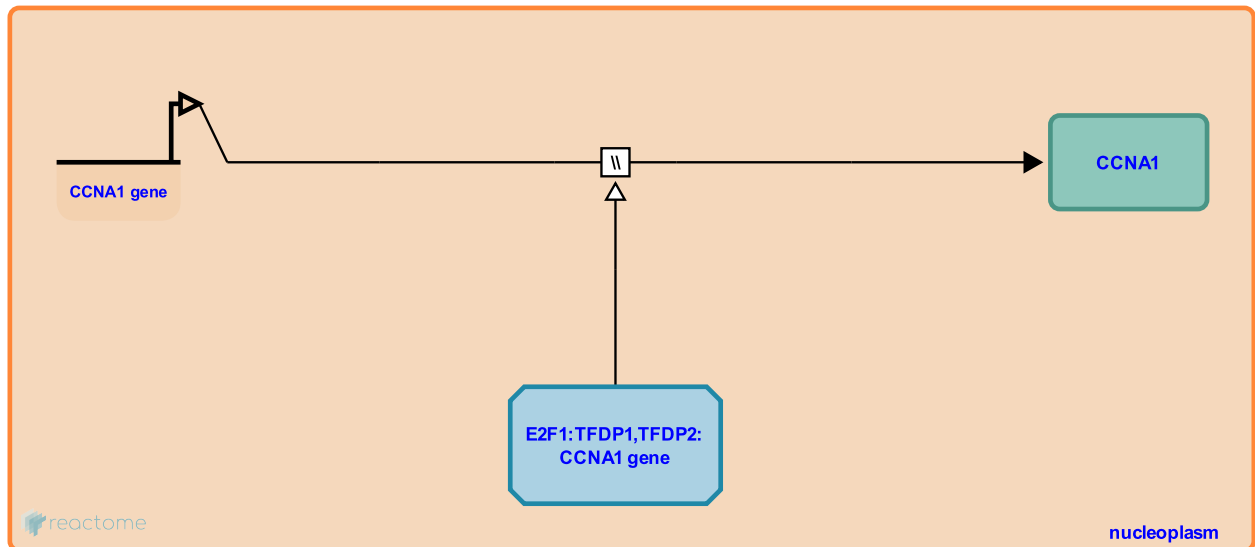 CCNA1 gene
\\
CCNA1
E2F1:TFDP1,TFDP2:
CCNA1 gene
reactome
nucleoplasm